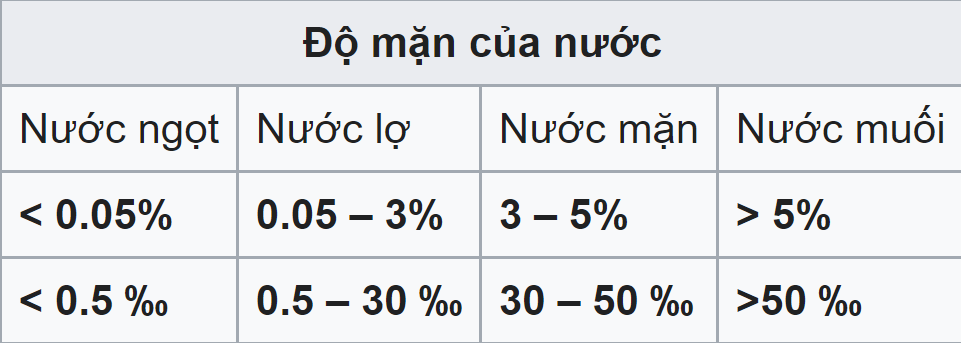 Độ mặn của nước
Nước ngọt Nước lợ Nước mặn Nước muối
< 0.05% 0.05 – 3% 3 – 5% > 5%
< 0.5 ‰ 0.5 – 30 ‰ 30 – 50 ‰ >50 ‰